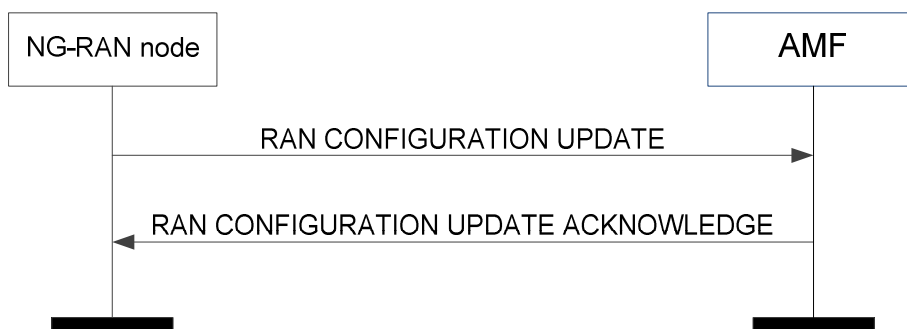 NG-RAN node
AMF
RAN CONFIGURATION UPDATE
RAN CONFIGURATION UPDATE ACKNOWLEDGE